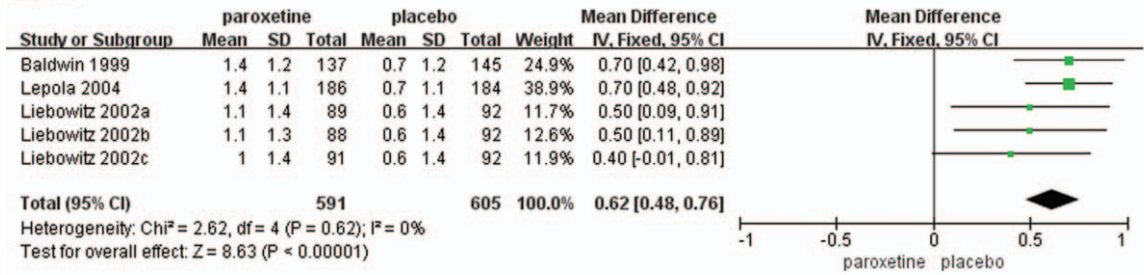 paroxetine placebo Mean Difference Mean Difference
Study or Subgroup Mean SD Total Mean SD Total Weight IV, Fixed, 95% CI IV, Fixed, 95% CI
Baldwin 1999 1.4 1.2 137 0.7 1.2 145 24.9% 0.70 [0.42, 0.98]
Lepola 2004 1.4 1.1 186 0.7 1.1 184 38.9% 0.70 [0.48, 0.92]
Liebowitz 2002a 1.1 1.4 89 0.6 1.4 92 11.7% 0.50 [0.09, 0.91]
Liebowitz 2002b 1.1 1.3 88 0.6 1.4 92 12.6% 0.50 [0.11, 0.89]
Liebowitz 2002c 1 1.4 91 0.6 1.4 92 11.9% 0.40 [-0.01, 0.81]
Total (95% CI) 591 605 100.0% 0.62 [0.48, 0.76]
Heterogeneity: Chi² = 2.62, df = 4 (P = 0.62); I² = 0%
Test for overall effect: Z = 8.63 (P < 0.00001)
-1 -0.5 0 0.5 1
paroxetine placebo